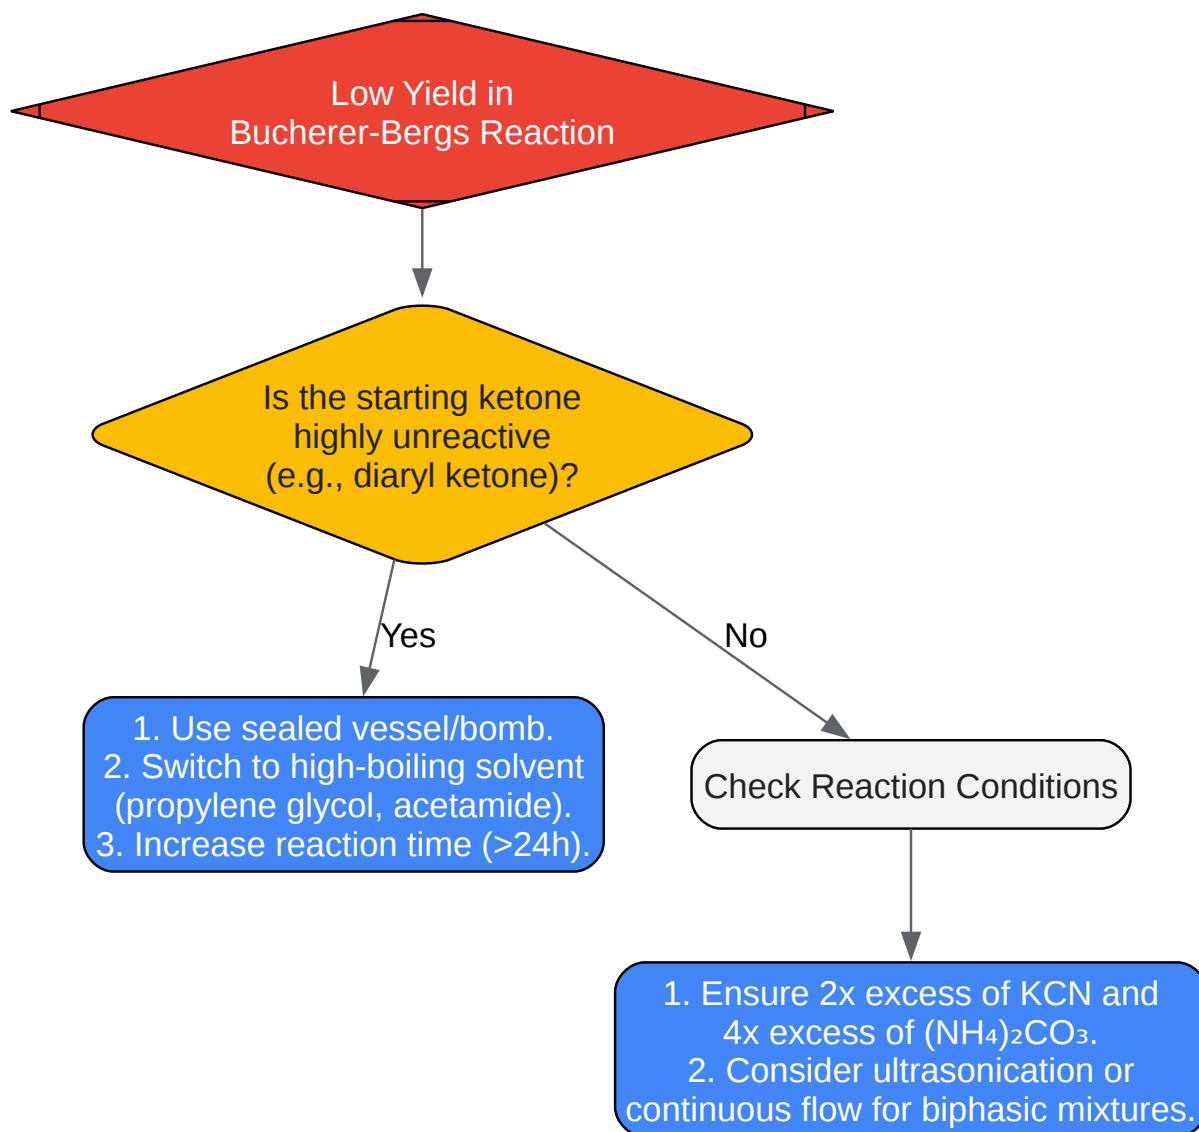 Low Yield in
Bucherer-Bergs Reaction
Is the starting ketone
highly unreactive
(e.g., diaryl ketone)?
Yes
No
1. Use sealed vessel/bomb.
2. Switch to high-boiling solvent
(propylene glycol, acetamide).
3. Increase reaction time (>24h).
Check Reaction Conditions
1. Ensure 2x excess of KCN and
4x excess of (NH₄)₂CO₃.
2. Consider ultrasonication or
continuous flow for biphasic mixtures.